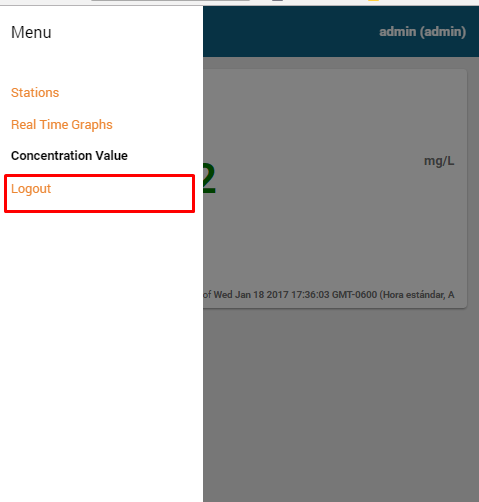 Menu
admin (admin)
Stations
Real Time Graphs
Concentration Value
mg/L
2
Logout
of Wed Jan 18 2017 17:36:03 GMT-0600 (Hora estándar, A